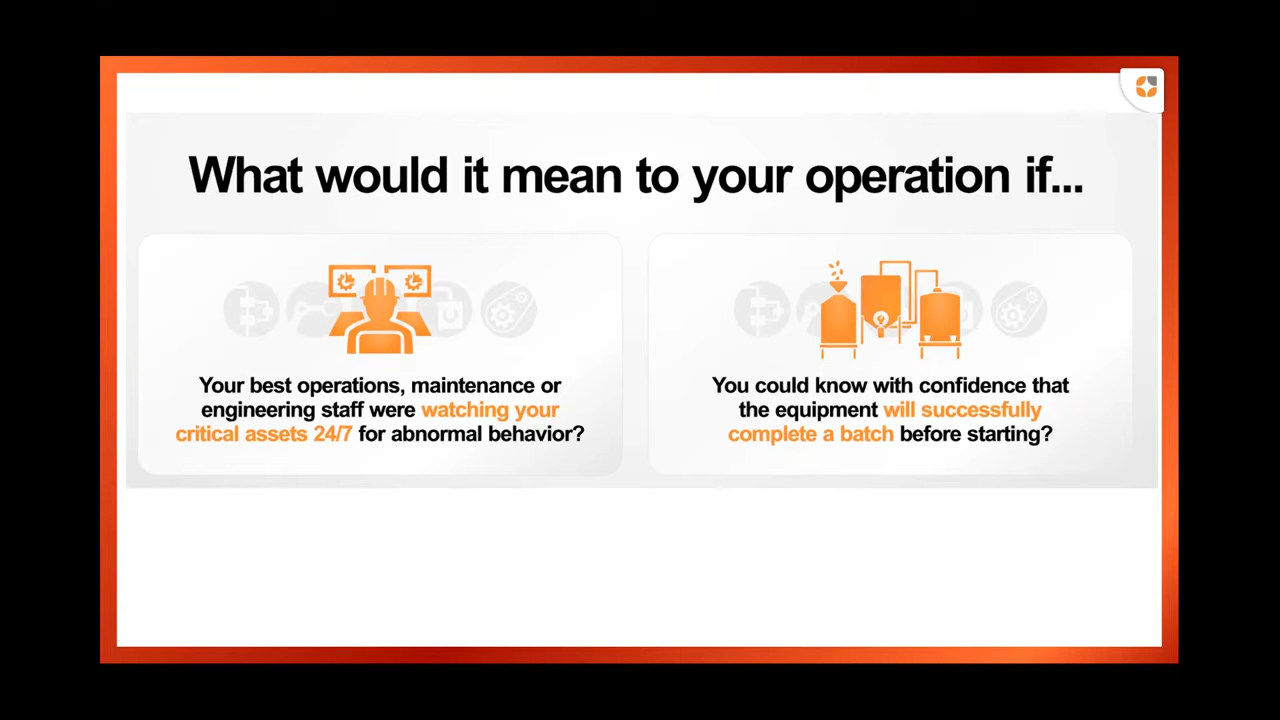 What would it mean to your operation if...
Your best operations, maintenance or
engineering staff were watching your
critical assets 24/7 for abnormal behavior?
You could know with confidence that
the equipment will successfully
complete a batch before starting?